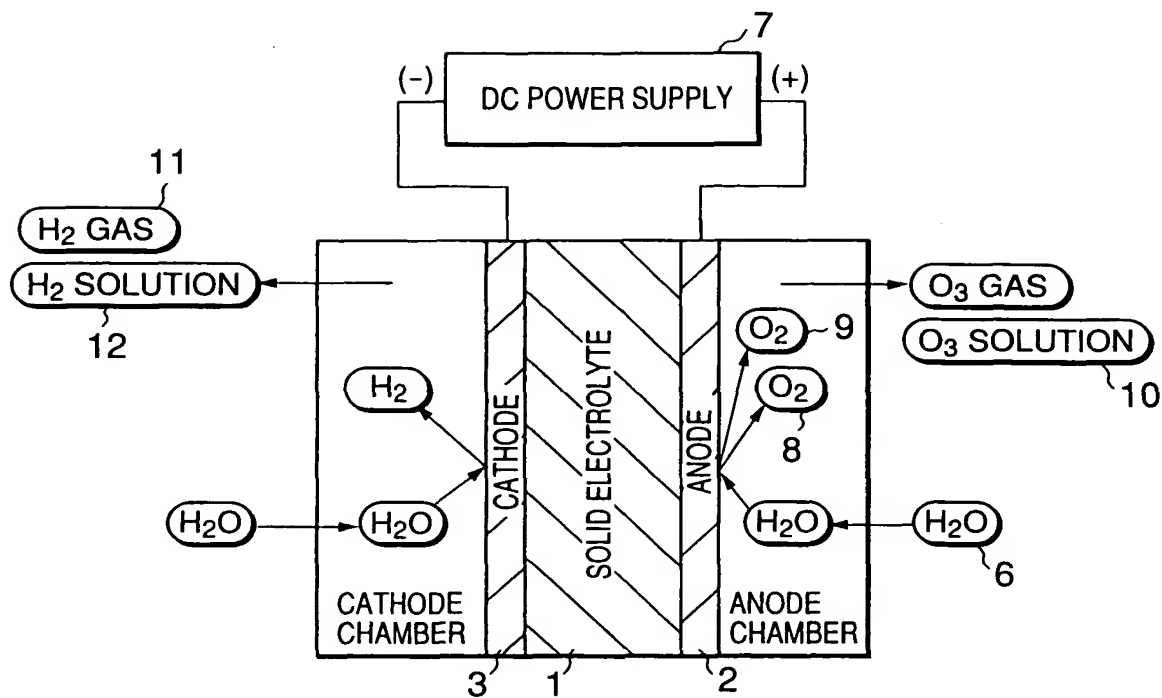 7
(-)
DC POWER SUPPLY
(+)
11
H₂ GAS
H₂ SOLUTION
12
O₃ GAS
O₃ SOLUTION
10
O₂
9
O₂
8
H₂
CATHODE
SOLID ELECTROLYTE
ANODE
H₂O
H₂O
H₂O
H₂O
6
CATHODE
CHAMBER
ANODE
CHAMBER
3
1
2